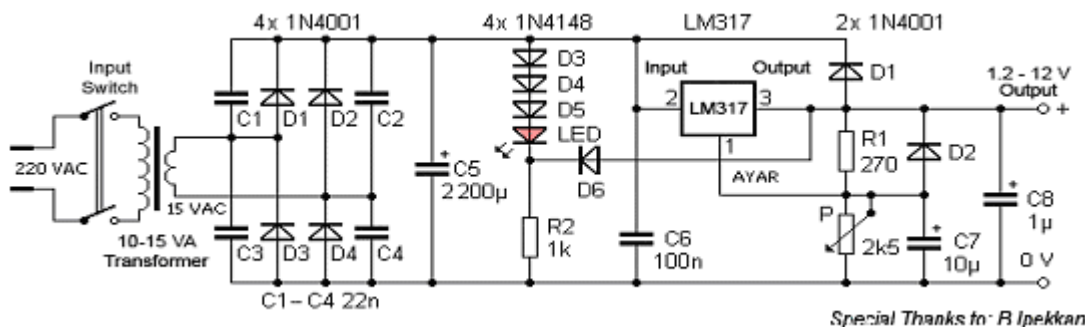 4x 1N4001
4x 1N4148
LM317
2x 1N4001
Input
Switch
220 VAC
15 VAC
10-15 VA
Transformer
C1
D1
D2
C2
C3
D3
D4
C4
C1 – C4 22n
+
C5
2200µ
D3
D4
D5
LED
D6
R2
1k
Input
Output
2
LM317
3
1
AYAR
C6
100n
D1
R1
270
D2
P
2k5
+
C7
10µ
1.2 - 12 V
Output
+
+
C8
1µ
0 V
Special Thanks to: B.Ipekkan